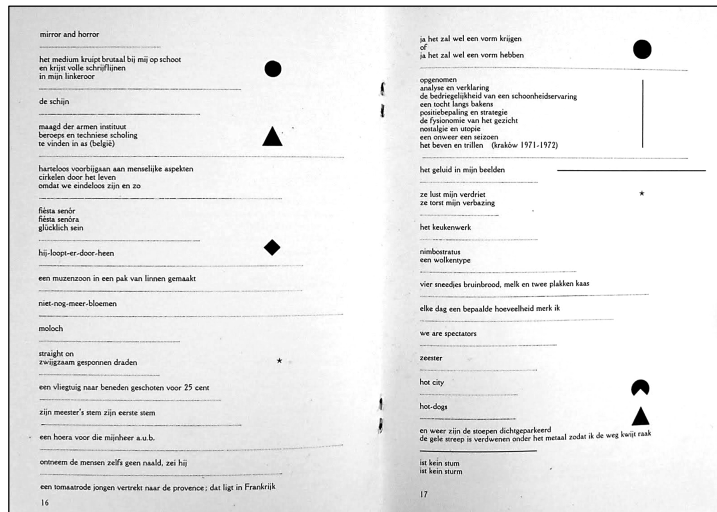 mirror and horror
het medium kruipt brutaal bij mij op schoot
en krijst volle schrijflijnen
in mijn linkeroor
de schijn
maagd der armen instituut
beroeps en techniese scholing
te vinden in as (belgië)
harteloos voorbijgaan aan menselijke aspekten
cirkelen door het leven
omdat we eindeloos zijn en zo
fièsta senòr
fièsta senòra
glücklich sein
hij-loopt-er-door-heen
een muzenzoon in een pak van linnen gemaakt
niet-nog-meer-bloemen
moloch
straight on
zwijgzaam gesponnen draden
*
een vliegtuig naar beneden geschoten voor 25 cent
zijn meester's stem zijn eerste stem
een hoera voor die mijnheer a.u.b.
ontneem de mensen zelfs geen naald, zei hij
een tomaatrode jongen vertrekt naar de provence; dat ligt in Frankrijk
16
ja het zal wel een vorm krijgen
of
ja het zal wel een vorm hebben
opgenomen
analyse en verklaring
de bedriegelijkheid van een schoonheidservaring
een tocht langs bakens
positiebepaling en strategie
de fysionomie van het gezicht
nostalgie en utopie
een onweer een seizoen
het beven en trillen (kraków 1971-1972)
het geluid in mijn beelden
ze lust mijn verdriet
ze torst mijn verbazing
*
het keukenwerk
nimbostratus
een wolkentype
vier sneedjes bruinbrood, melk en twee plakken kaas
elke dag een bepaalde hoeveelheid merk ik
we are spectators
zeester
hot city
hot-dogs
en weer zijn de stoepen dichtgeparkeerd
de gele streep is verdwenen onder het metaal zodat ik de weg kwijt raak
ist kein stum
ist kein sturm
17